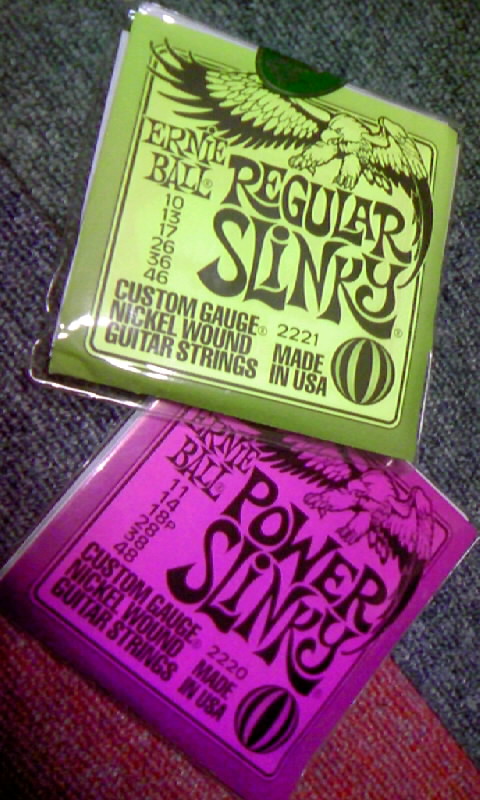 ERNIE
BALL®
REGULAR
SLINKY®
10
13
17
26
36
46
CUSTOM GAUGE®
NICKEL WOUND
GUITAR STRINGS
2221
MADE
IN USA
ERNIE
BALL®
POWER
SLINKY®
11
14
18P
28
38
48
CUSTOM GAUGE®
NICKEL WOUND
GUITAR STRINGS
2220
MADE
IN USA